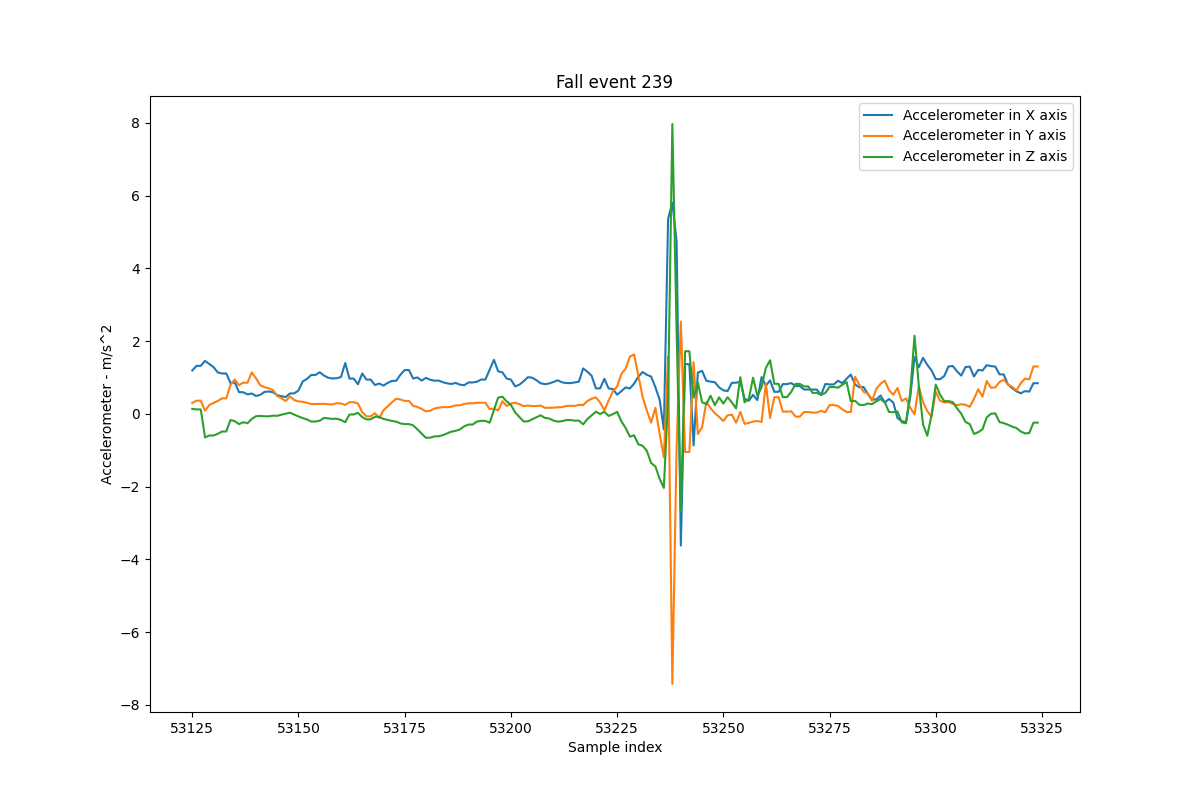 Fall event 239
Accelerometer in X axis
Accelerometer in Y axis
Accelerometer in Z axis
Accelerometer - m/s^2
8
6
4
2
0
−2
−4
−6
−8
53125 53150 53175 53200 53225 53250 53275 53300 53325
Sample index